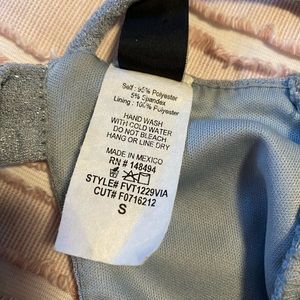 Self : 95% Polyester
5% Spandex
Lining : 100% Polyester
HAND WASH
WITH COLD WATER
DO NOT BLEACH
HANG OR LINE DRY
MADE IN MEXICO
RN # 148494
STYLE# FVT1229VIA
CUT# F0716212
S